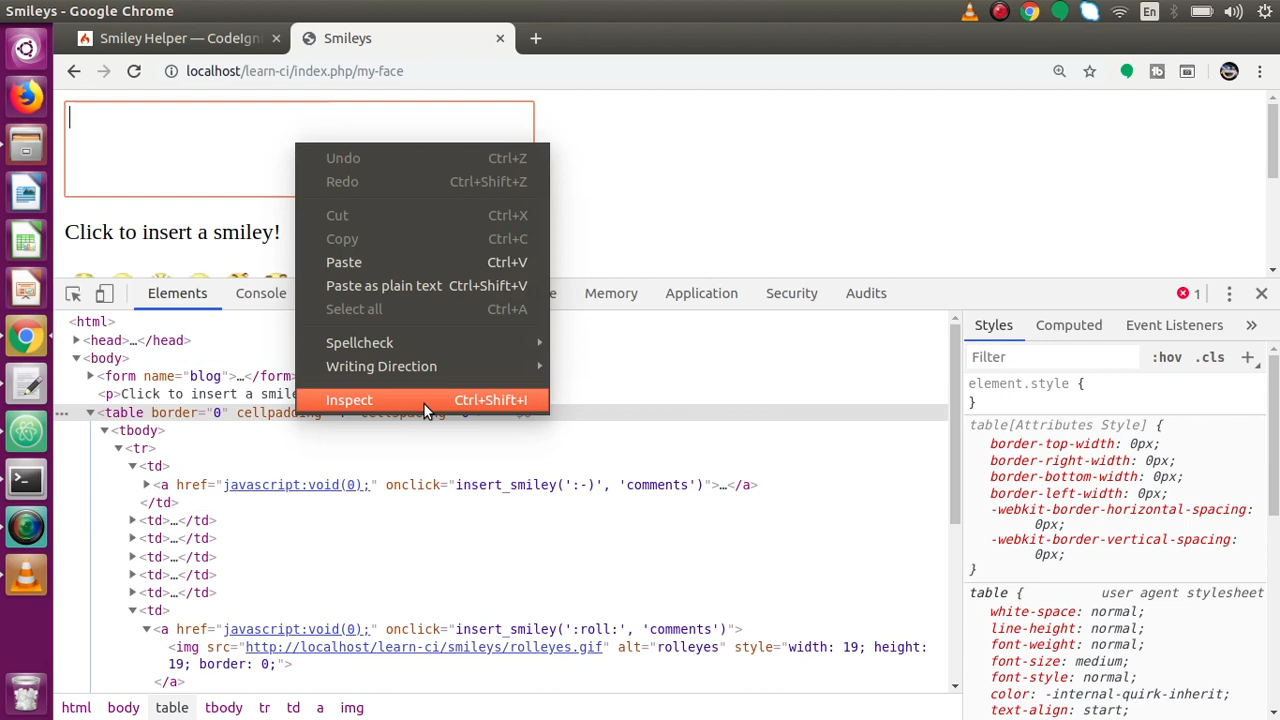 Smileys - Google Chrome
En
Smiley Helper — CodeIgn
Smileys
localhost/learn-ci/index.php/my-face
Click to insert a smiley!
Undo Ctrl+Z
Redo Ctrl+Shift+Z
Cut Ctrl+X
Copy Ctrl+C
Paste Ctrl+V
Paste as plain text Ctrl+Shift+V
Select all Ctrl+A
Spellcheck
Writing Direction
Inspect Ctrl+Shift+I
Elements Console Memory Application Security Audits 1
<html>
<head>…</head>
<body>
<form name="blog">…</form>
<p>Click to insert a smile
<table border="0"
<tbody>
<tr>
<td>
<a href="javascript:void(0);" onclick="insert_smiley(':-)', 'comments')">…</a>
</td>
<td>…</td>
<td>…</td>
<td>…</td>
<td>…</td>
<td>…</td>
<td>
<a href="javascript:void(0);" onclick="insert_smiley(':roll:', 'comments')">
<img src="http://localhost/learn-ci/smileys/rolleyes.gif" alt="rolleyes" style="width: 19; height:
19; border: 0;">
</a>
html body table tbody tr td a img
Styles Computed Event Listeners »
Filter :hov .cls +
element.style {
}
table[Attributes Style] {
border-top-width: 0px;
border-right-width: 0px;
border-bottom-width: 0px;
border-left-width: 0px;
-webkit-border-horizontal-spacing:
0px;
-webkit-border-vertical-spacing:
0px;
}
table { user agent stylesheet
white-space: normal;
line-height: normal;
font-weight: normal;
font-size: medium;
font-style: normal;
color: -internal-quirk-inherit;
text-align: start;